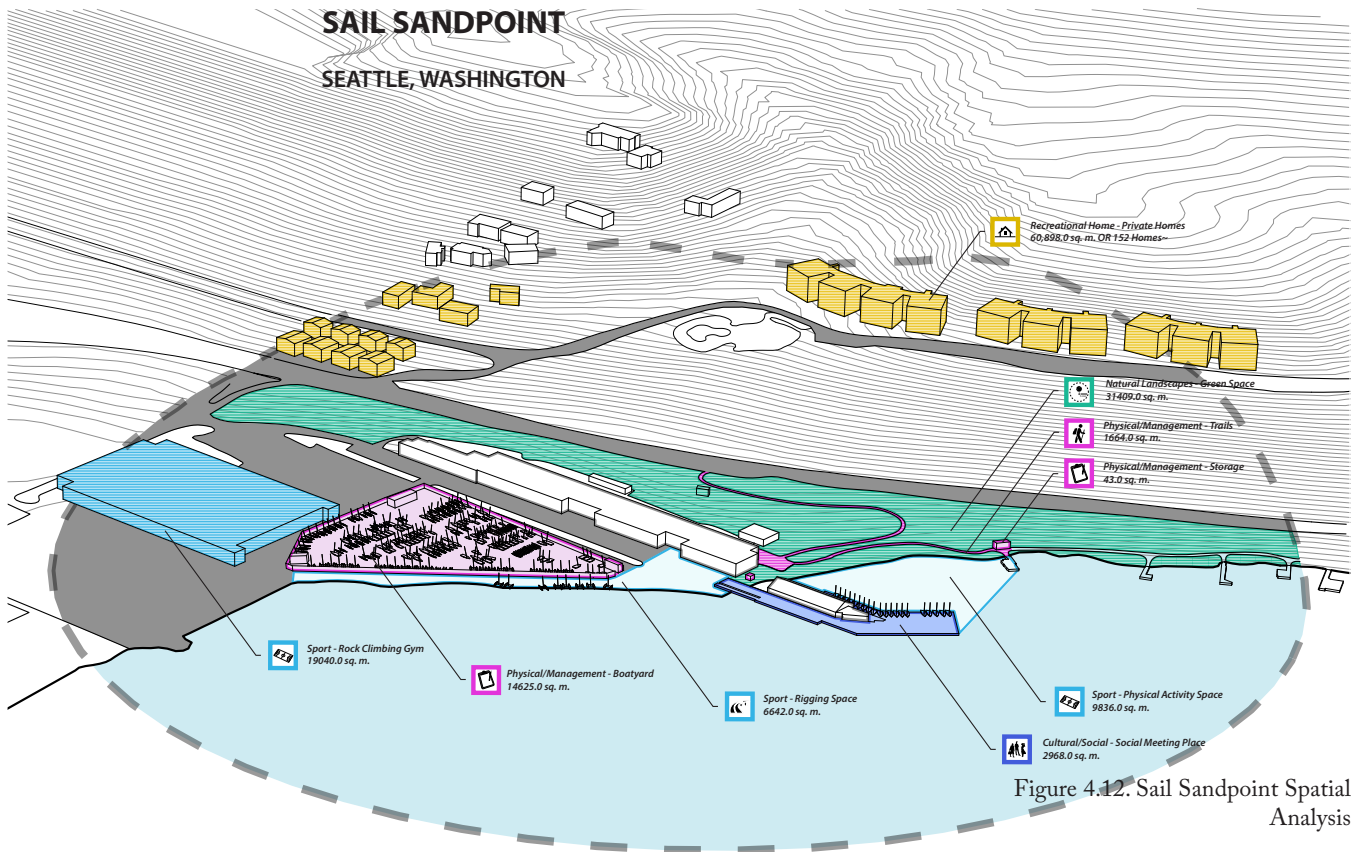 SAIL SANDPOINT
SEATTLE, WASHINGTON
Recreational Home - Private Homes
60,898.0 sq. m. OR 152 Homes~
Natural Landscapes - Green Space
31409.0 sq. m.
Physical/Management - Trails
1664.0 sq. m.
Physical/Management - Storage
43.0 sq. m.
Sport - Rock Climbing Gym
19040.0 sq. m.
Physical/Management - Boatyard
14625.0 sq. m.
Sport - Rigging Space
6642.0 sq. m.
Sport - Physical Activity Space
9836.0 sq. m.
Cultural/Social - Social Meeting Place
2968.0 sq. m.
Figure 4.12. Sail Sandpoint Spatial
Analysis